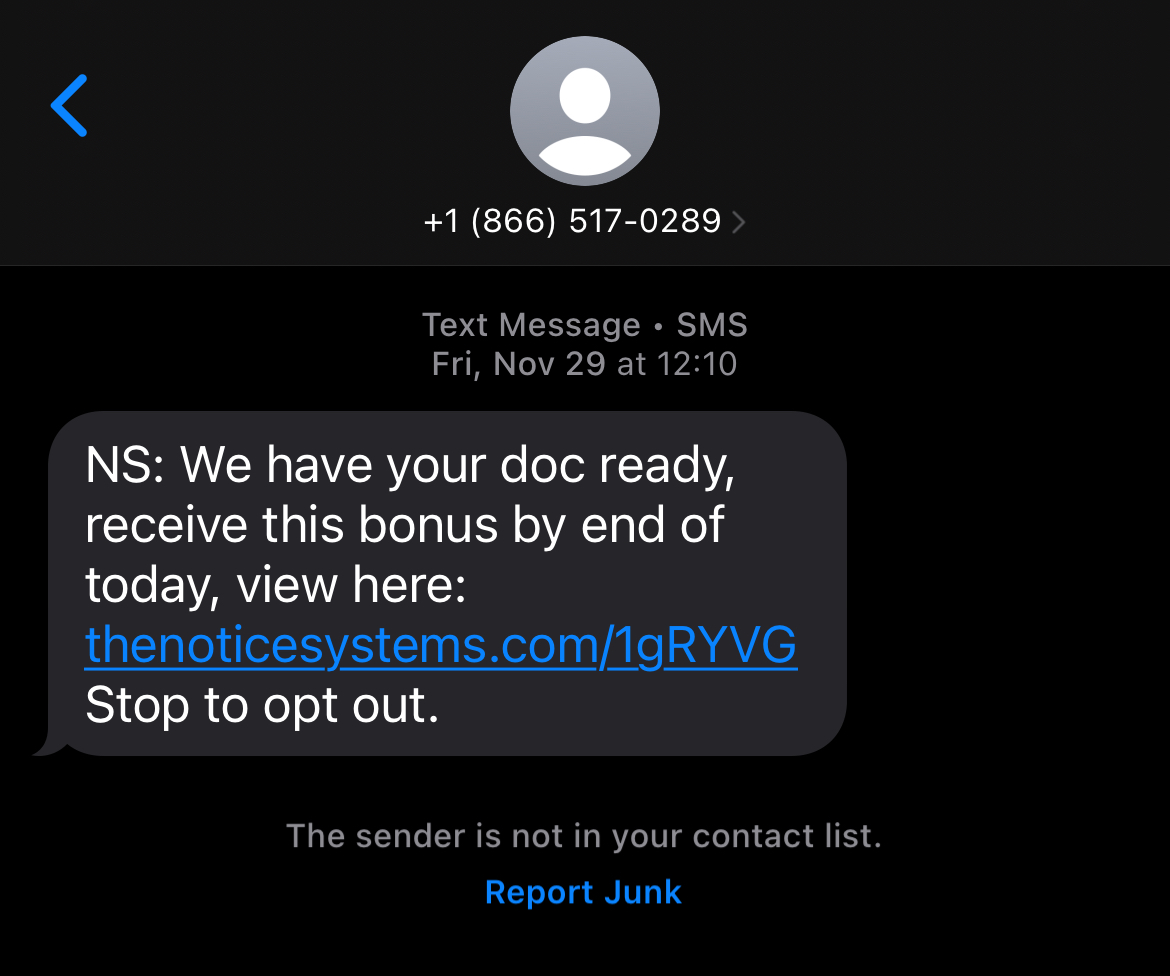 +1 (866) 517-0289
Text Message • SMS
Fri, Nov 29 at 12:10
NS: We have your doc ready,
receive this bonus by end of
today, view here:
thenoticesystems.com/1gRYVG
Stop to opt out.
The sender is not in your contact list.
Report Junk